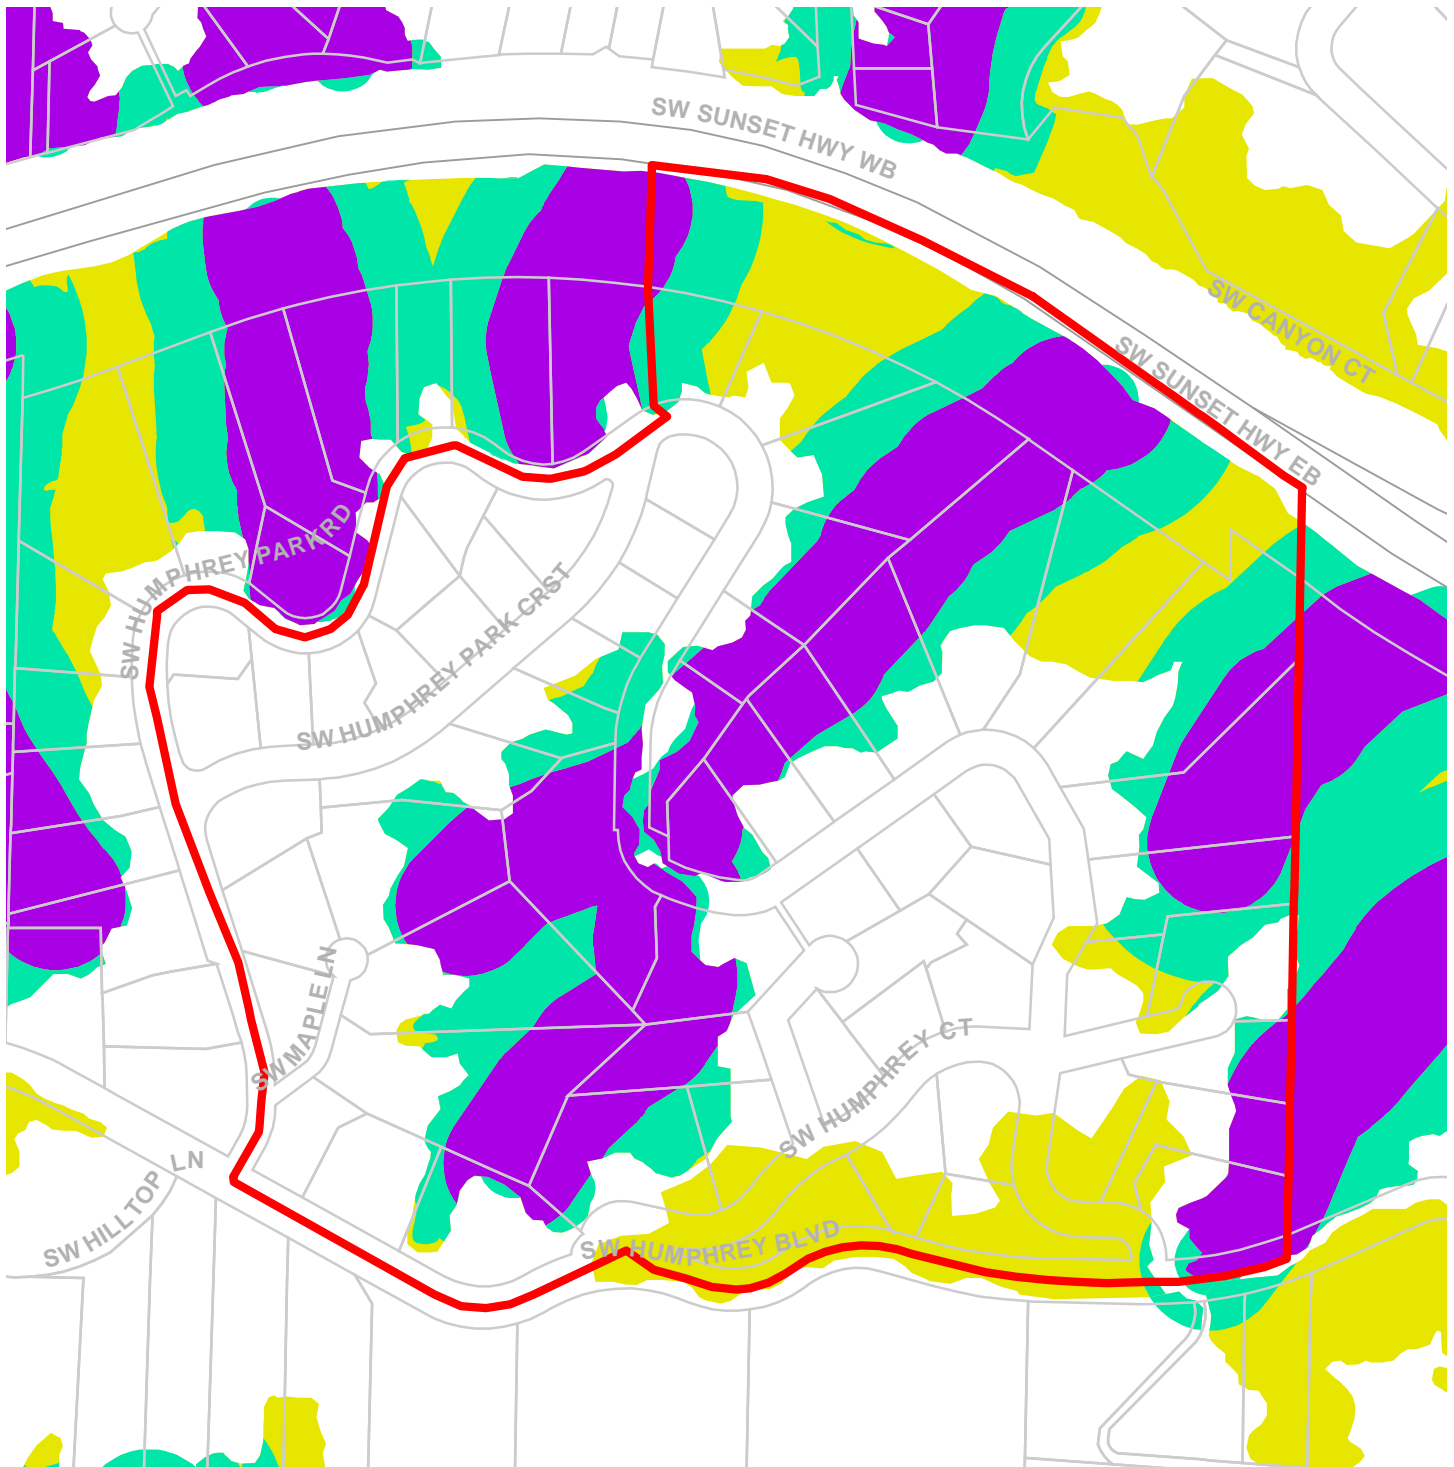 SW SUNSET HWY WB
SW CANYON CT
SW SUNSET HWY EB
SW HUMPHREY PARK RD
SW HUMPHREY PARK CRST
SW MAPLE LN
SW HUMPHREY CT
SW HILLTOP LN
SW HUMPHREY BLVD